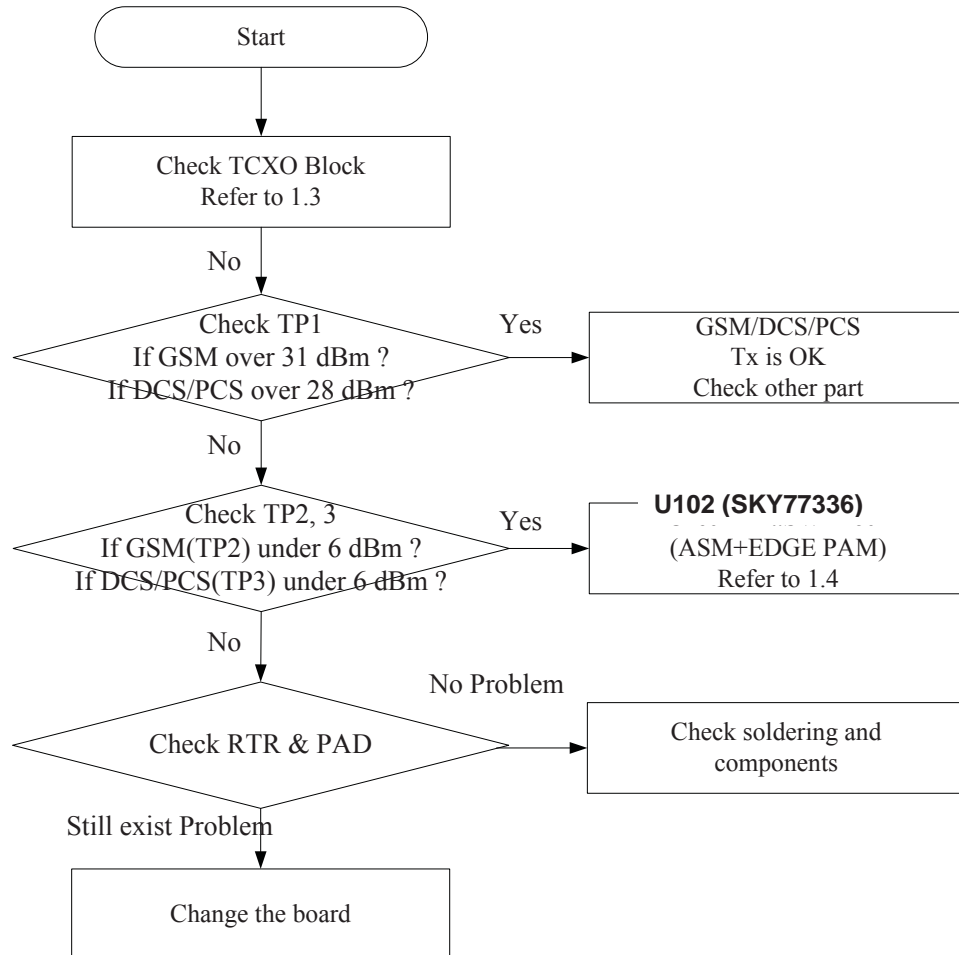 Start
Check TCXO Block
Refer to 1.3
No
Check TP1
If GSM over 31 dBm ?
If DCS/PCS over 28 dBm ?
Yes
GSM/DCS/PCS
Tx is OK
Check other part
No
Check TP2, 3
If GSM(TP2) under 6 dBm ?
If DCS/PCS(TP3) under 6 dBm ?
Yes
U102 (SKY77336)
(ASM+EDGE PAM)
Refer to 1.4
No
Check RTR & PAD
No Problem
Check soldering and
components
Still exist Problem
Change the board